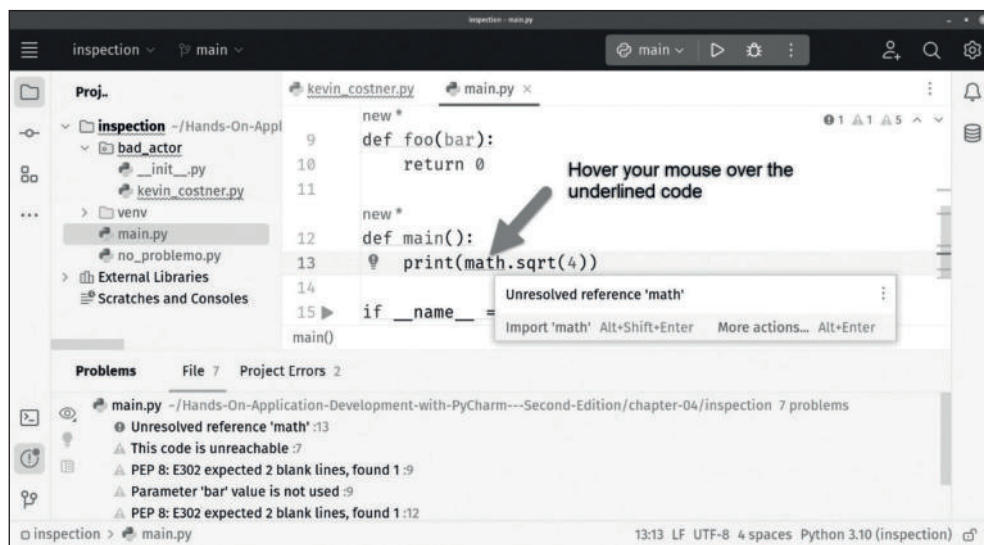 inspection – main.py
inspection
main
main
Proj..
inspection ~/Hands-On-Appl
bad_actor
__init__.py
kevin_costner.py
venv
main.py
no_problemo.py
External Libraries
Scratches and Consoles
kevin_costner.py
main.py
1 1 5
new *
9 def foo(bar):
10 return 0
11
new *
12 def main():
13 print(math.sqrt(4))
14
15 if __name__ =
main()
Hover your mouse over the
underlined code
Unresolved reference 'math'
Import 'math' Alt+Shift+Enter More actions... Alt+Enter
Problems File 7 Project Errors 2
main.py ~/Hands-On-Application-Development-with-PyCharm---Second-Edition/chapter-04/inspection 7 problems
Unresolved reference 'math' :13
This code is unreachable :7
PEP 8: E302 expected 2 blank lines, found 1 :9
Parameter 'bar' value is not used :9
PEP 8: E302 expected 2 blank lines, found 1 :12
inspection > main.py
13:13 LF UTF-8 4 spaces Python 3.10 (inspection)